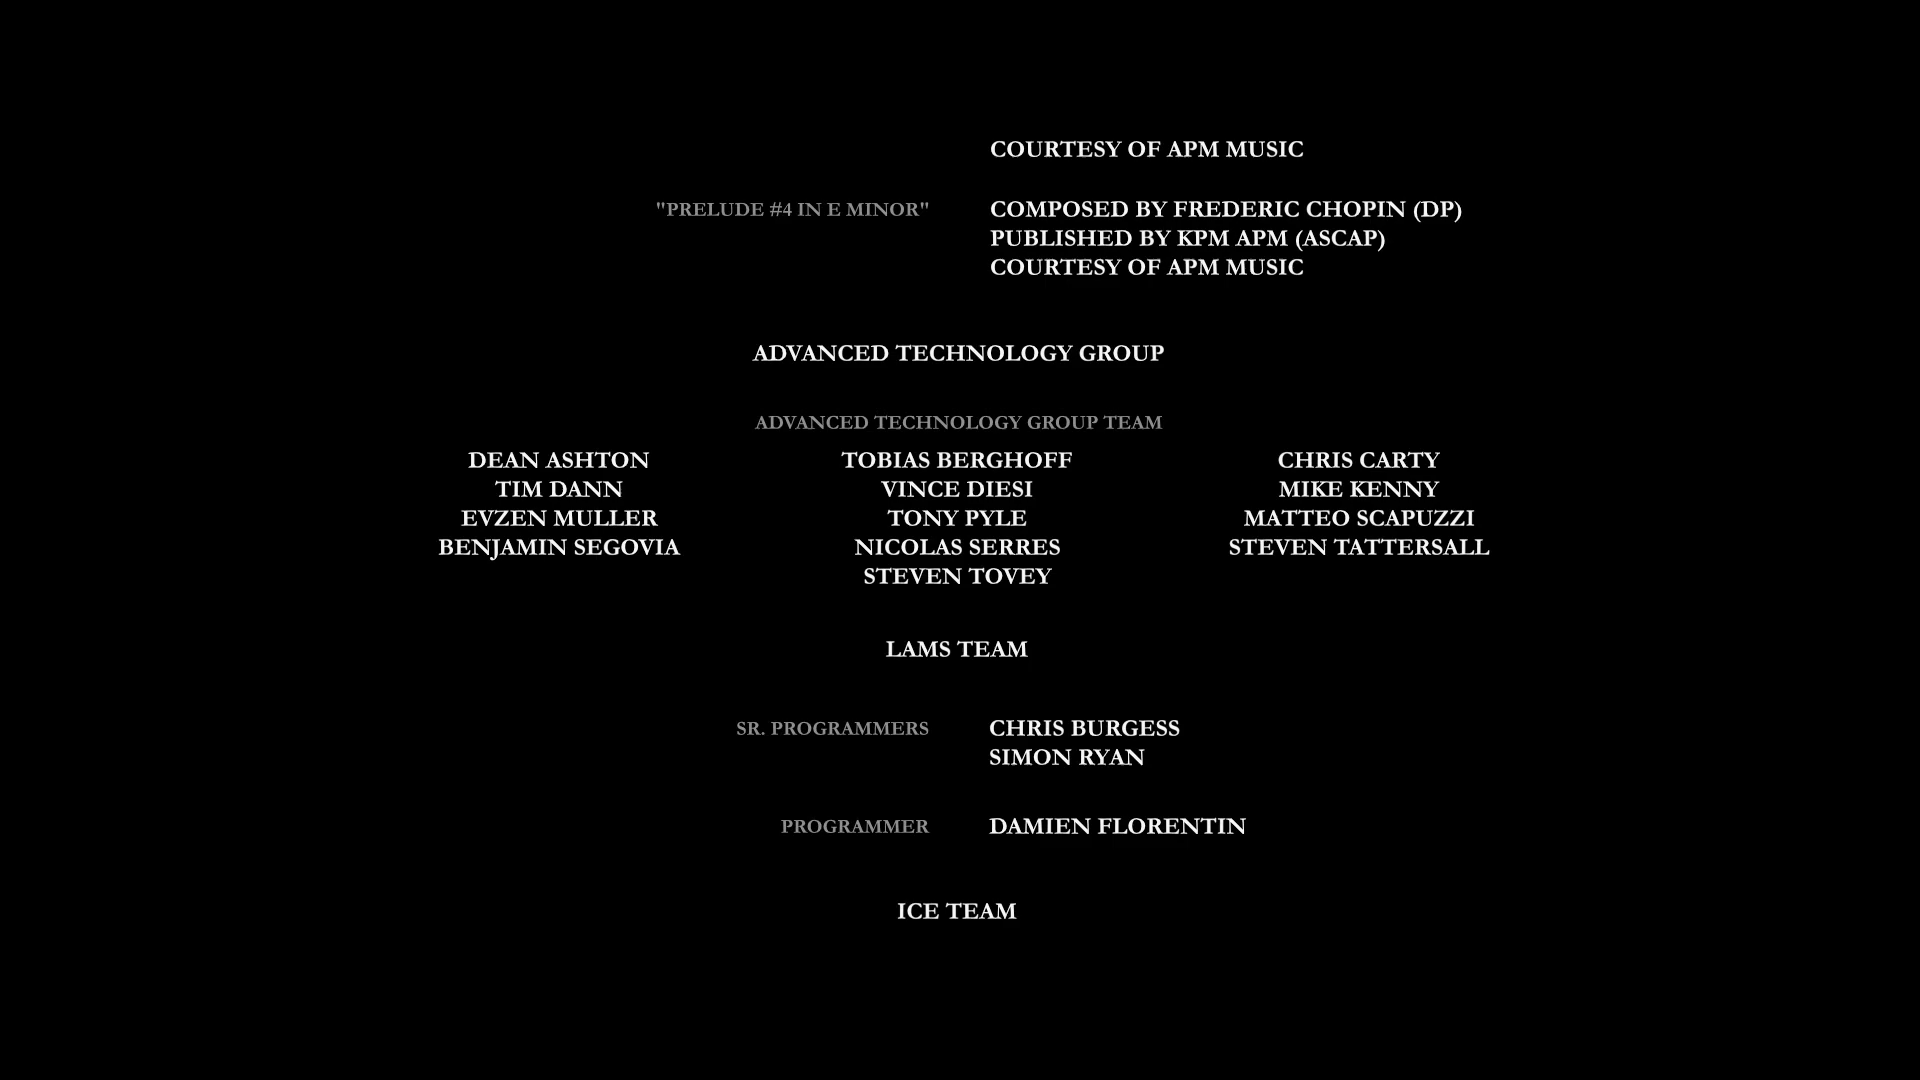 COURTESY OF APM MUSIC
"PRELUDE #4 IN E MINOR" COMPOSED BY FREDERIC CHOPIN (DP)
PUBLISHED BY KPM APM (ASCAP)
COURTESY OF APM MUSIC
ADVANCED TECHNOLOGY GROUP
ADVANCED TECHNOLOGY GROUP TEAM
DEAN ASHTON TOBIAS BERGHOFF CHRIS CARTY
TIM DANN VINCE DIESI MIKE KENNY
EVZEN MULLER TONY PYLE MATTEO SCAPUZZI
BENJAMIN SEGOVIA NICOLAS SERRES STEVEN TATTERSALL
STEVEN TOVEY
LAMS TEAM
SR. PROGRAMMERS CHRIS BURGESS
SIMON RYAN
PROGRAMMER DAMIEN FLORENTIN
ICE TEAM